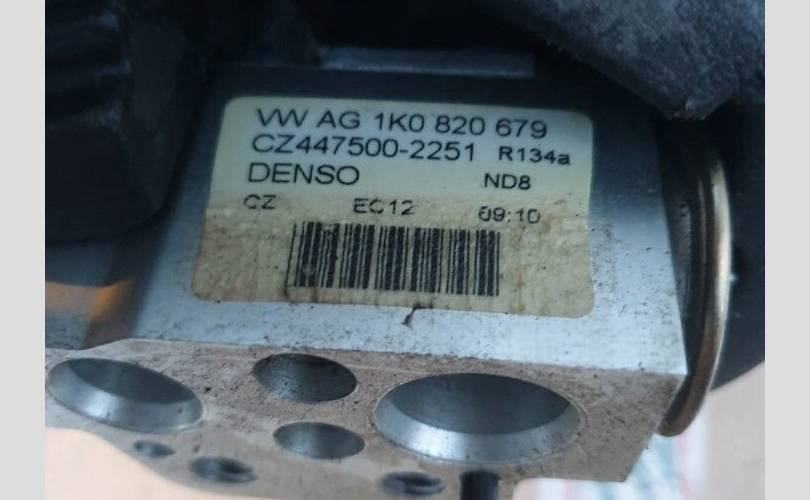 VW AG 1K0 820 679
CZ447500-2251 R134a
DENSO ND8
CZ EC12 09:10